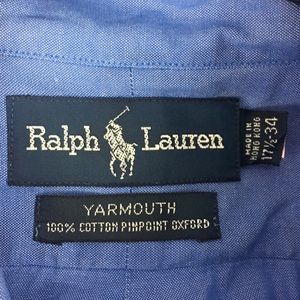 Ralph Lauren
MADE IN
HONG KONG
17½-34
YARMOUTH
100% COTTON PINPOINT OXFORD